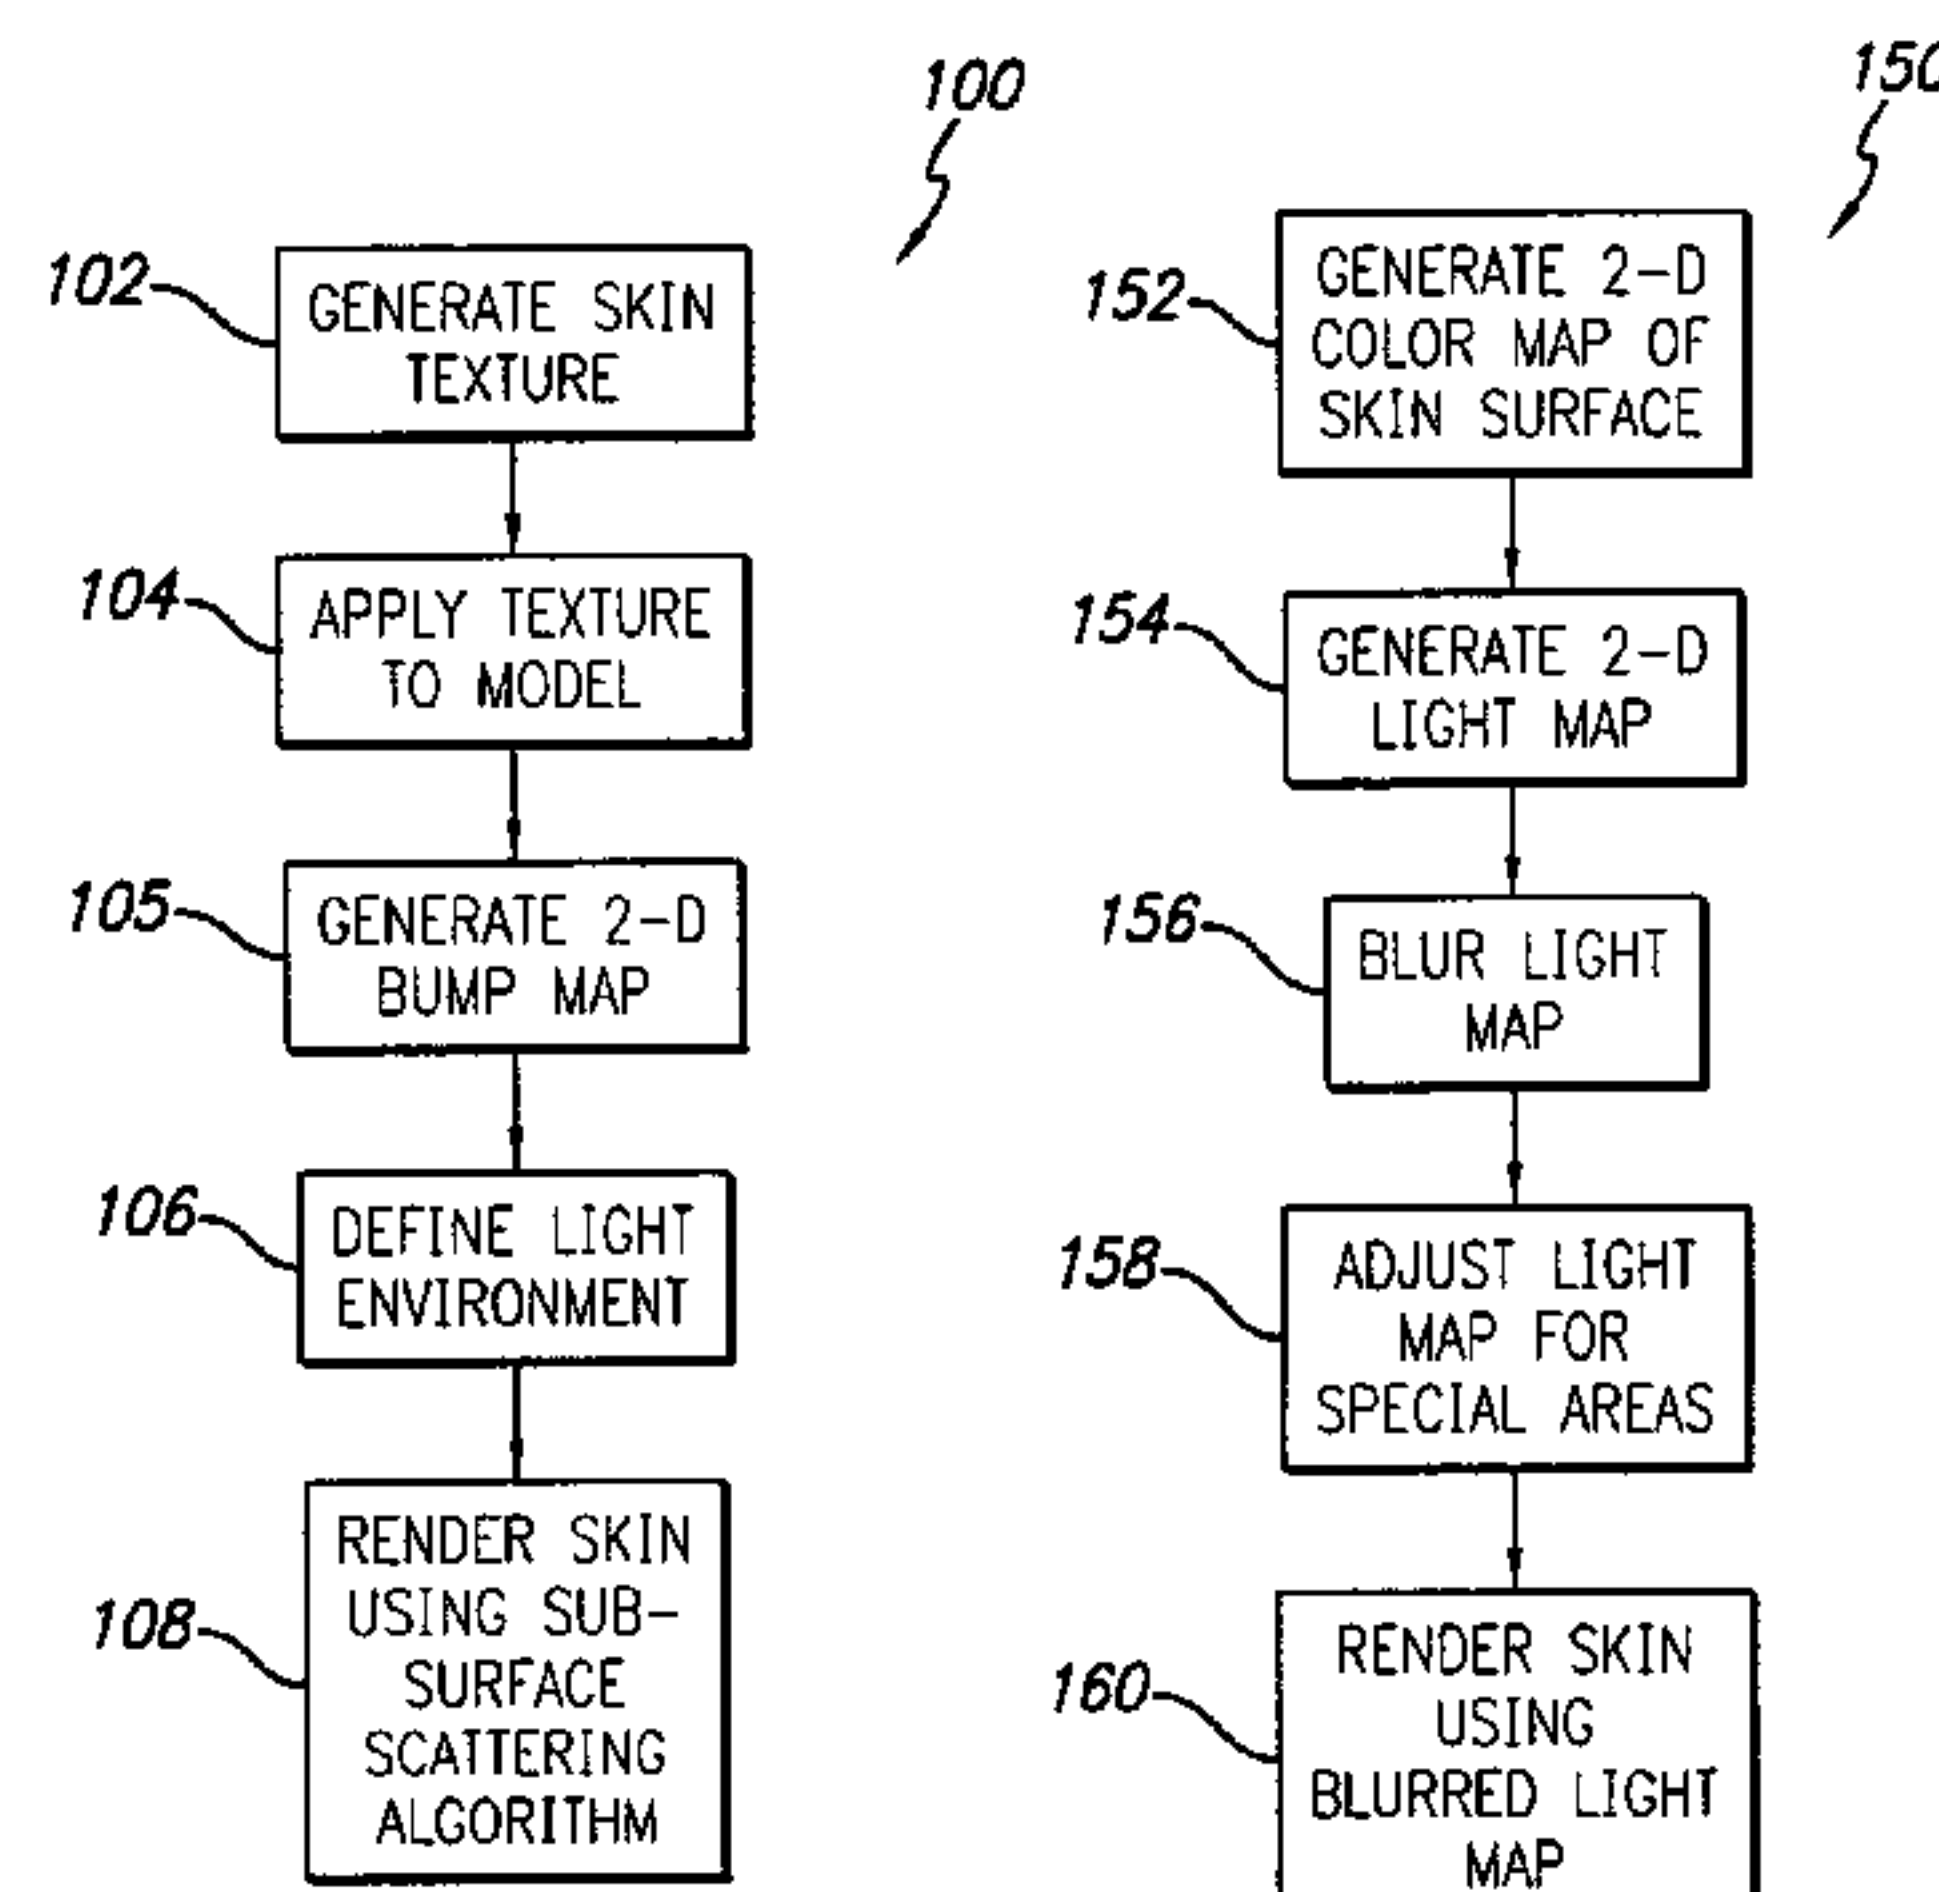 100
102
GENERATE SKIN
TEXTURE
104
APPLY TEXTURE
TO MODEL
105
GENERATE 2-D
BUMP MAP
106
DEFINE LIGHT
ENVIRONMENT
108
RENDER SKIN
USING SUB-
SURFACE
SCATTERING
ALGORITHM
150
152
GENERATE 2-D
COLOR MAP OF
SKIN SURFACE
154
GENERATE 2-D
LIGHT MAP
156
BLUR LIGHT
MAP
158
ADJUST LIGHT
MAP FOR
SPECIAL AREAS
160
RENDER SKIN
USING
BLURRED LIGHT
MAP